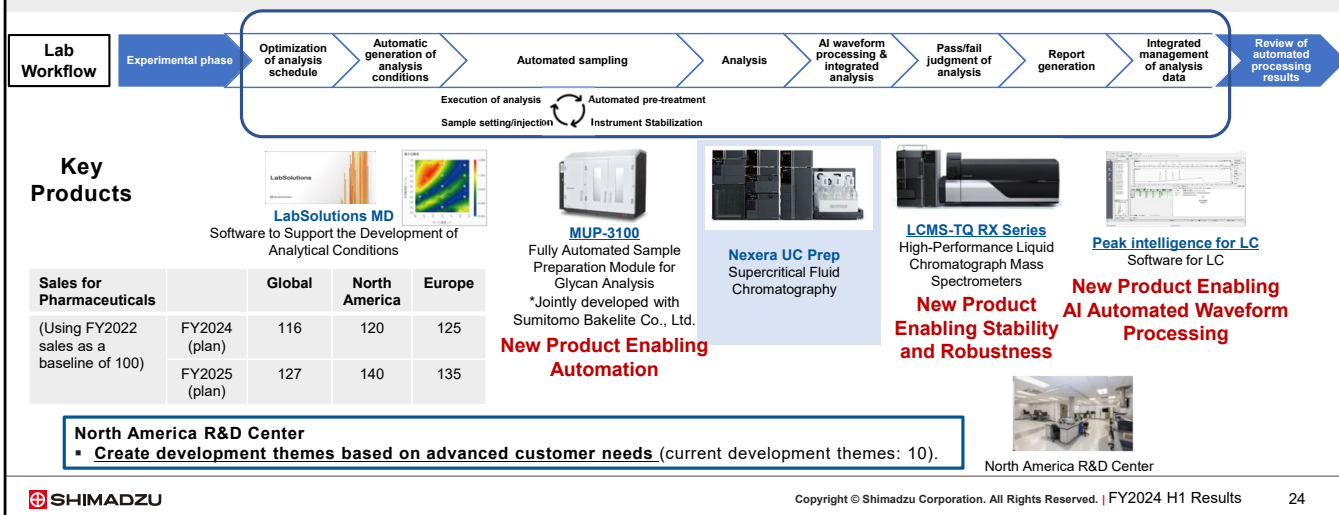 Lab
Workflow
Experimental phase
Optimization
of analysis
schedule
Automatic
generation of
analysis
conditions
Automated sampling
Analysis
AI waveform
processing &
integrated
analysis
Pass/fail
judgment of
analysis
Report
generation
Integrated
management
of analysis
data
Review of
automated
processing
results
Execution of analysis
Automated pre-treatment
Sample setting/injection
Instrument Stabilization
Key
Products
LabSolutions
LabSolutions MD
Software to Support the Development of
Analytical Conditions
MUP-3100
Fully Automated Sample
Preparation Module for
Glycan Analysis
*Jointly developed with
Sumitomo Bakelite Co., Ltd.
New Product Enabling
Automation
Nexera UC Prep
Supercritical Fluid
Chromatography
LCMS-TQ RX Series
High-Performance Liquid
Chromatograph Mass
Spectrometers
New Product
Enabling Stability
and Robustness
Peak intelligence for LC
Software for LC
New Product Enabling
AI Automated Waveform
Processing
Sales for
Pharmaceuticals
Global
North
America
Europe
(Using FY2022
sales as a
baseline of 100)
FY2024
(plan)
116
120
125
FY2025
(plan)
127
140
135
North America R&D Center
▪ Create development themes based on advanced customer needs (current development themes: 10).
North America R&D Center
SHIMADZU
Copyright © Shimadzu Corporation. All Rights Reserved. | FY2024 H1 Results
24